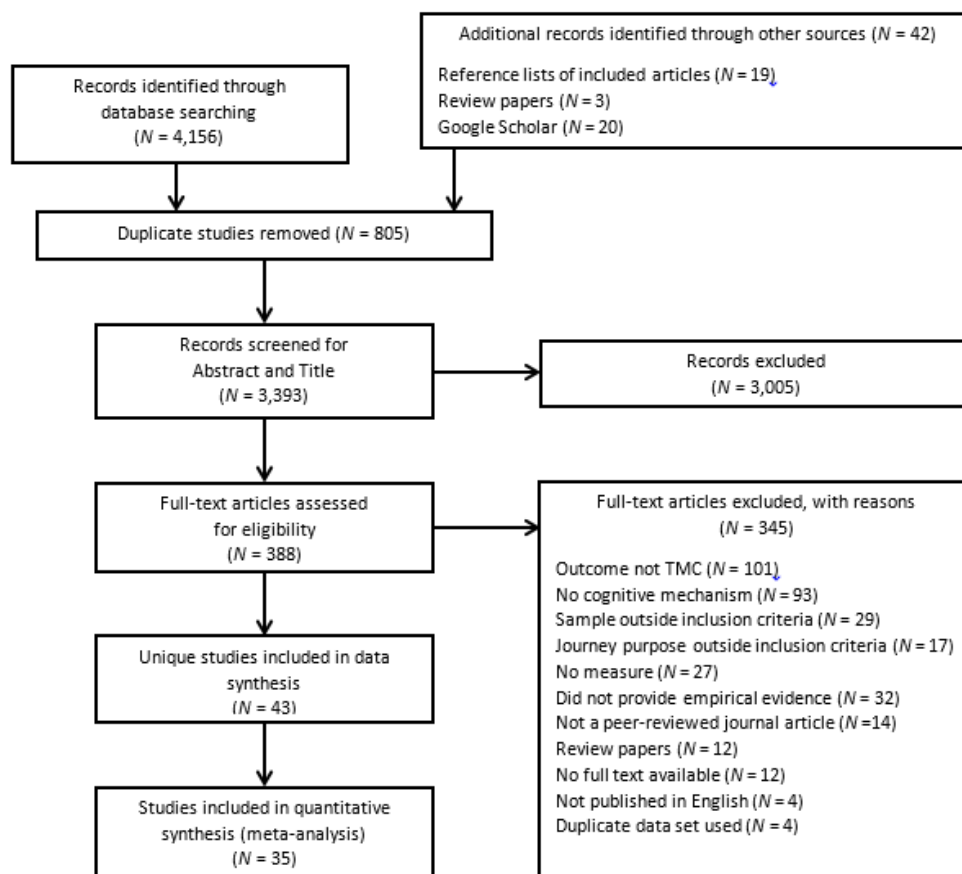 Records identified through
database searching
(N = 4,156)
Additional records identified through other sources (N = 42)
Reference lists of included articles (N = 19)
Review papers (N = 3)
Google Scholar (N = 20)
Duplicate studies removed (N = 805)
Records screened for
Abstract and Title
(N = 3,393)
Records excluded
(N = 3,005)
Full-text articles assessed
for eligibility
(N = 388)
Full-text articles excluded, with reasons
(N = 345)
Outcome not TMC (N = 101)
No cognitive mechanism (N = 93)
Sample outside inclusion criteria (N = 29)
Journey purpose outside inclusion criteria (N = 17)
No measure (N = 27)
Did not provide empirical evidence (N = 32)
Not a peer-reviewed journal article (N =14)
Review papers (N = 12)
No full text available (N = 12)
Not published in English (N = 4)
Duplicate data set used (N = 4)
Unique studies included in data
synthesis
(N = 43)
Studies included in quantitative
synthesis (meta-analysis)
(N = 35)